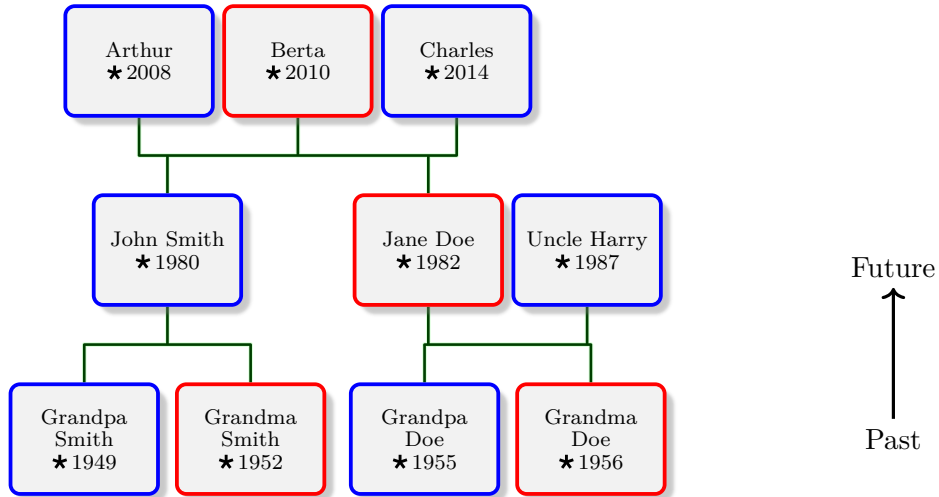 Arthur
★2008
Berta
★2010
Charles
★2014
John Smith
★1980
Jane Doe
★1982
Uncle Harry
★1987
Future
Grandpa
Smith
★1949
Grandma
Smith
★1952
Grandpa
Doe
★1955
Grandma
Doe
★1956
Past